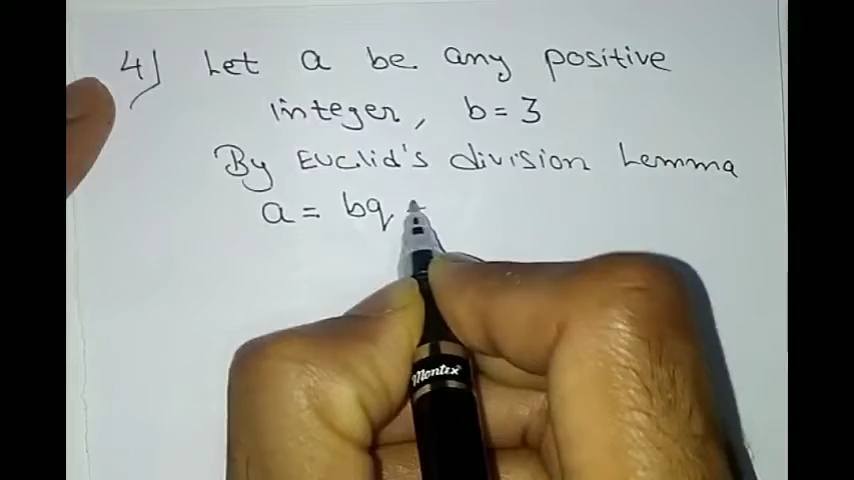 4) Let a be any positive
integer, b = 3
By Euclid's division Lemma
a = bq +
Montex